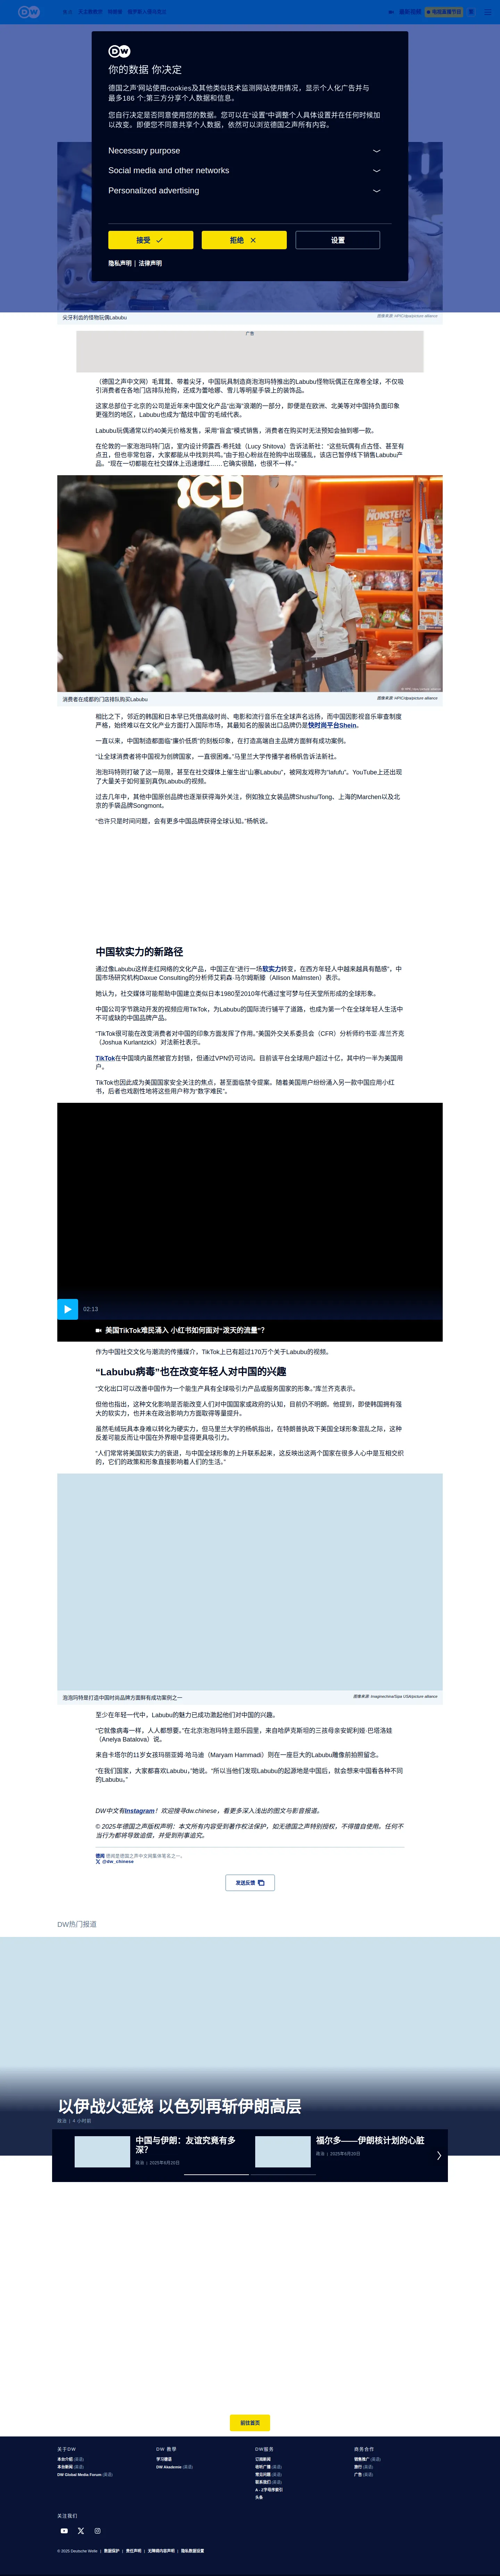 DW
你的数据 你决定
德国之声'网站使用cookies及其他类似技术监测网站使用情况，显示个人化广告并与
最多186 个;第三方分享个人数据和信息。
您自行决定是否同意使用您的数据。您可以在“设置”中调整个人具体设置并在任何时候加
以改变。即便您不同意共享个人数据，依然可以浏览德国之声所有内容。
Necessary purpose
Social media and other networks
Personalized advertising
接受
拒绝
设置
隐私声明 | 法律声明
尖牙利齿的怪物玩偶Labubu
图像来源: HPIC/dpa/picture alliance
广告
（德国之声中文网）毛茸茸、带着尖牙，中国玩具制造商泡泡玛特推出的Labubu怪物玩偶正在席卷全球，不仅吸
引消费者在各地门店排队抢购，还成为蕾哈娜、雪儿等明星手袋上的装饰品。
这家总部位于北京的公司是近年来中国文化产品“出海”浪潮的一部分，即便是在欧洲、北美等对中国持负面印象
更强烈的地区，Labubu也成为“酷炫中国”的毛绒代表。
Labubu玩偶通常以约40美元价格发售，采用“盲盒”模式销售，消费者在购买时无法预知会抽到哪一款。
在伦敦的一家泡泡玛特门店，室内设计师露西·希托娃（Lucy Shitova）告诉法新社：“这些玩偶有点古怪、甚至有
点丑，但也非常包容，大家都能从中找到共鸣。”由于担心粉丝在抢购中出现骚乱，该店已暂停线下销售Labubu产
品。“现在一切都能在社交媒体上迅速爆红……它确实很酷，也很不一样。”
消费者在成都的门店排队购买Labubu
图像来源: HPIC/dpa/picture alliance
相比之下，邻近的韩国和日本早已凭借高级时尚、电影和流行音乐在全球声名远扬，而中国因影视音乐审查制度
严格，始终难以在文化产业方面打入国际市场，其最知名的服装出口品牌仍是快时尚平台Shein。
一直以来，中国制造都面临“廉价低质”的刻板印象，在打造高端自主品牌方面鲜有成功案例。
“让全球消费者将中国视为创牌国家，一直很困难。”马里兰大学传播学者杨帆告诉法新社。
泡泡玛特则打破了这一局限，甚至在社交媒体上催生出“山寨Labubu”，被网友戏称为“lafufu”。YouTube上还出现
了大量关于如何鉴别真伪Labubu的视频。
过去几年中，其他中国原创品牌也逐渐获得海外关注，例如独立女装品牌Shushu/Tong、上海的Marchen以及北
京的手袋品牌Songmont。
“也许只是时间问题，会有更多中国品牌获得全球认知。”杨帆说。
中国软实力的新路径
通过像Labubu这样走红网络的文化产品，中国正在“进行一场软实力转变，在西方年轻人中越来越具有酷感”，中
国市场研究机构Daxue Consulting的分析师艾莉森·马尔姆斯滕（Allison Malmsten）表示。
她认为，社交媒体可能帮助中国建立类似日本1980至2010年代通过宝可梦与任天堂所形成的全球形象。
中国公司字节跳动开发的视频应用TikTok，为Labubu的国际流行铺平了道路，也成为第一个在全球年轻人生活中
不可或缺的中国品牌产品。
“TikTok很可能在改变消费者对中国的印象方面发挥了作用。”美国外交关系委员会（CFR）分析师约书亚·库兰齐克
（Joshua Kurlantzick）对法新社表示。
TikTok在中国境内虽然被官方封锁，但通过VPN仍可访问。目前该平台全球用户超过十亿，其中约一半为美国用
户。
TikTok也因此成为美国国家安全关注的焦点，甚至面临禁令提案。随着美国用户纷纷涌入另一款中国应用小红
书，后者也戏剧性地将这些用户称为“数字难民”。
02:13
美国TikTok难民涌入 小红书如何面对“泼天的流量”？
作为中国社交文化与潮流的传播媒介，TikTok上已有超过170万个关于Labubu的视频。
“Labubu病毒”也在改变年轻人对中国的兴趣
“文化出口可以改善中国作为一个能生产具有全球吸引力产品或服务国家的形象。”库兰齐克表示。
但他也指出，这种文化影响是否能改变人们对中国国家或政府的认知，目前仍不明朗。他提到，即使韩国拥有强
大的软实力，也并未在政治影响力方面取得等量提升。
虽然毛绒玩具本身难以转化为硬实力，但马里兰大学的杨帆指出，在特朗普执政下美国全球形象混乱之际，这种
反差可能反而让中国在外界眼中显得更具吸引力。
“人们常常将美国软实力的衰退，与中国全球形象的上升联系起来，这反映出这两个国家在很多人心中是互相交织
的，它们的政策和形象直接影响着人们的生活。”
泡泡玛特是打造中国时尚品牌方面鲜有成功案例之一
图像来源: Imaginechina/Sipa USA/picture alliance
至少在年轻一代中，Labubu的魅力已成功激起他们对中国的兴趣。
“它就像病毒一样，人人都想要。”在北京泡泡玛特主题乐园里，来自哈萨克斯坦的三孩母亲安妮利娅·巴塔洛娃
（Anelya Batalova）说。
来自卡塔尔的11岁女孩玛丽亚姆·哈马迪（Maryam Hammadi）则在一座巨大的Labubu雕像前拍照留念。
“在我们国家，大家都喜欢Labubu。”她说。“所以当他们发现Labubu的起源地是中国后，就会想来中国看各种不同
的Labubu。”
DW中文有Instagram！欢迎搜寻dw.chinese，看更多深入浅出的图文与影音报道。
© 2025年德国之声版权声明：本文所有内容受到著作权法保护，如无德国之声特别授权，不得擅自使用。任何不
当行为都将导致追偿，并受到刑事追究。
德闻 德闻是德国之声中文网集体笔名之一。
@dw_chinese
发送反馈
DW热门报道
以伊战火延烧 以色列再斩伊朗高层
政治 | 4 小时前
中国与伊朗：友谊究竟有多
深？
政治 | 2025年6月20日
福尔多——伊朗核计划的心脏
政治 | 2025年6月20日
前往首页
关于DW
本台介绍 (英语)
本台新闻 (英语)
DW Global Media Forum (英语)
DW 教學
学习德语
DW Akademie (英语)
DW服务
订阅新闻
收听广播 (英语)
常见问题 (英语)
联系我们 (英语)
A - Z字母序索引
头条
商务合作
销售推广 (英语)
旅行 (英语)
广告 (英语)
关注我们
© 2025 Deutsche Welle | 数据保护 | 责任声明 | 无障碍内容声明 | 隐私数据设置